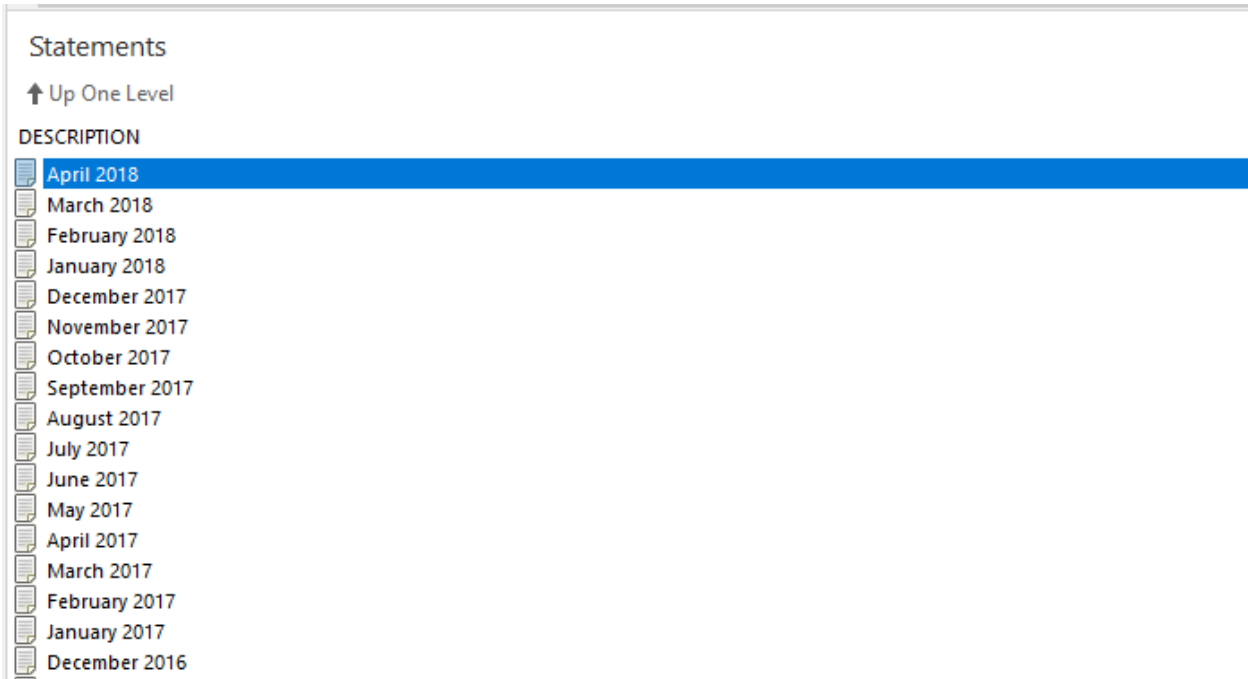 Statements
Up One Level
DESCRIPTION
April 2018
March 2018
February 2018
January 2018
December 2017
November 2017
October 2017
September 2017
August 2017
July 2017
June 2017
May 2017
April 2017
March 2017
February 2017
January 2017
December 2016